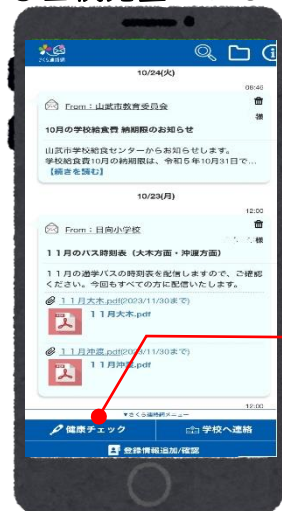 さくら連絡網
10/24(火)
08:46
From：山武市教育委員会
様
10月の学校給食費 納期限のお知らせ
山武市学校給食センターからお知らせします。
学校給食費10月の納期限は、令和5年10月31日で...
【続きを読む】
10/23(月)
12:00
From：日向小学校
様
１１月のバス時刻表（大木方面・沖渡方面）
１１月の通学バスの時刻表を配信しますので、ご確認
ください。今回もすべての方に配信いたします。
１１月大木.pdf(2023/11/30まで)
１１月大木.pdf
１１月沖渡.pdf(2023/11/30まで)
１１月沖渡.pdf
12:00
▼さくら連絡網メニュー
健康チェック
学校へ連絡
登録情報追加/確認